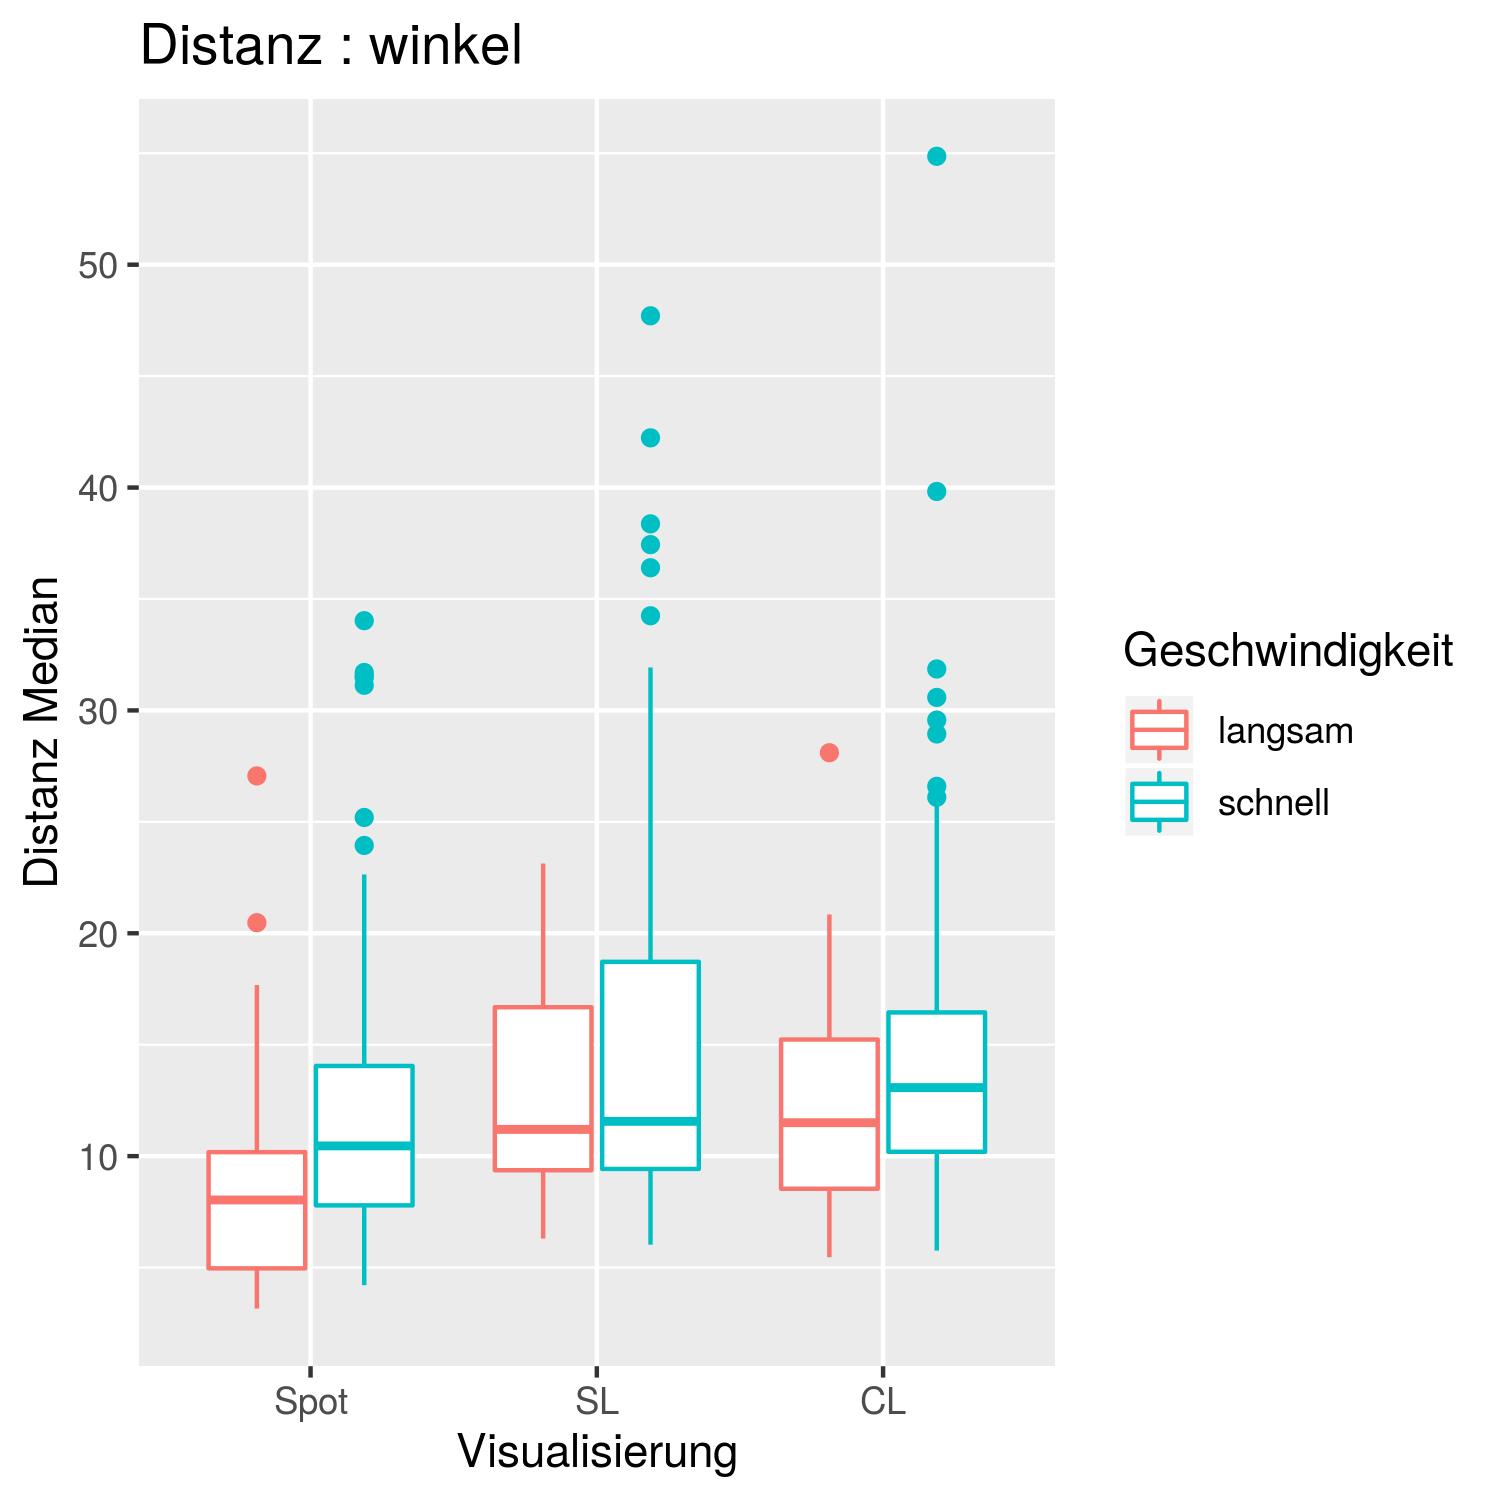 Distanz : winkel
Distanz Median
50
40
30
20
10
Spot SL CL
Visualisierung
Geschwindigkeit
langsam
schnell